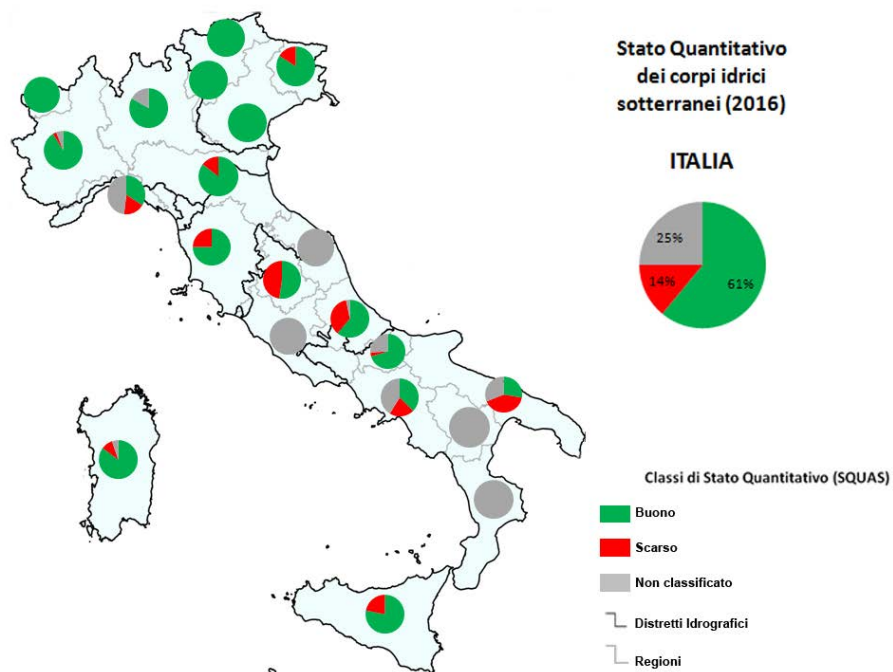 Stato Quantitativo
dei corpi idrici
sotterranei (2016)
ITALIA
25%
14%
61%
Classi di Stato Quantitativo (SQUAS)
Buono
Scarso
Non classificato
Distretti Idrografici
Regioni